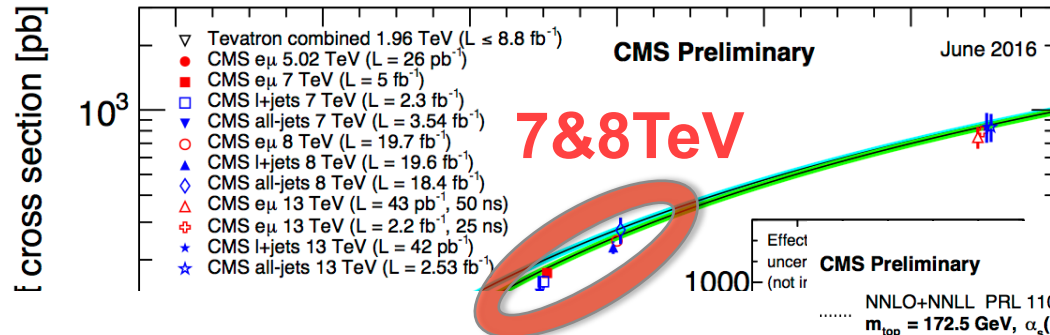 Tevatron combined 1.96 TeV (L ≤ 8.8 fb⁻¹)
CMS eμ 5.02 TeV (L = 26 pb⁻¹)
CMS eμ 7 TeV (L = 5 fb⁻¹)
CMS l+jets 7 TeV (L = 2.3 fb⁻¹)
CMS all-jets 7 TeV (L = 3.54 fb⁻¹)
CMS eμ 8 TeV (L = 19.7 fb⁻¹)
CMS l+jets 8 TeV (L = 19.6 fb⁻¹)
CMS all-jets 8 TeV (L = 18.4 fb⁻¹)
CMS eμ 13 TeV (L = 43 pb⁻¹, 50 ns)
CMS eμ 13 TeV (L = 2.2 fb⁻¹, 25 ns)
CMS l+jets 13 TeV (L = 42 pb⁻¹)
CMS all-jets 13 TeV (L = 2.53 fb⁻¹)
CMS Preliminary
June 2016
cross section [pb]
10³
7&8TeV
1000
Effect
uncer
(not ir
CMS Preliminary
NNLO+NNLL PRL 110
m_top = 172.5 GeV, α_s(